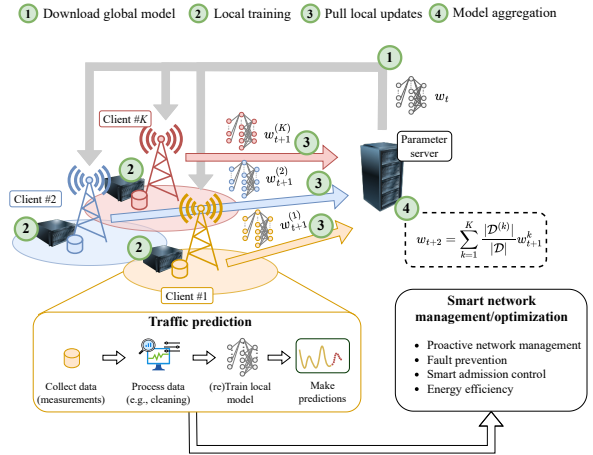 1 Download global model 2 Local training 3 Pull local updates 4 Model aggregation
1
w_t
Client #K
w_{t+1}^{(K)}
3
Parameter
server
2
w_{t+1}^{(2)}
3
Client #2
2
w_{t+1}^{(1)}
3
4
w_{t+2} = \sum_{k=1}^{K} \frac{|\mathcal{D}^{(k)}|}{|\mathcal{D}|} w_{t+1}^{k}
2
Client #1
Traffic prediction
Collect data
(measurements)
Process data
(e.g., cleaning)
(re)Train local
model
Make
predictions
Smart network
management/optimization
• Proactive network management
• Fault prevention
• Smart admission control
• Energy efficiency